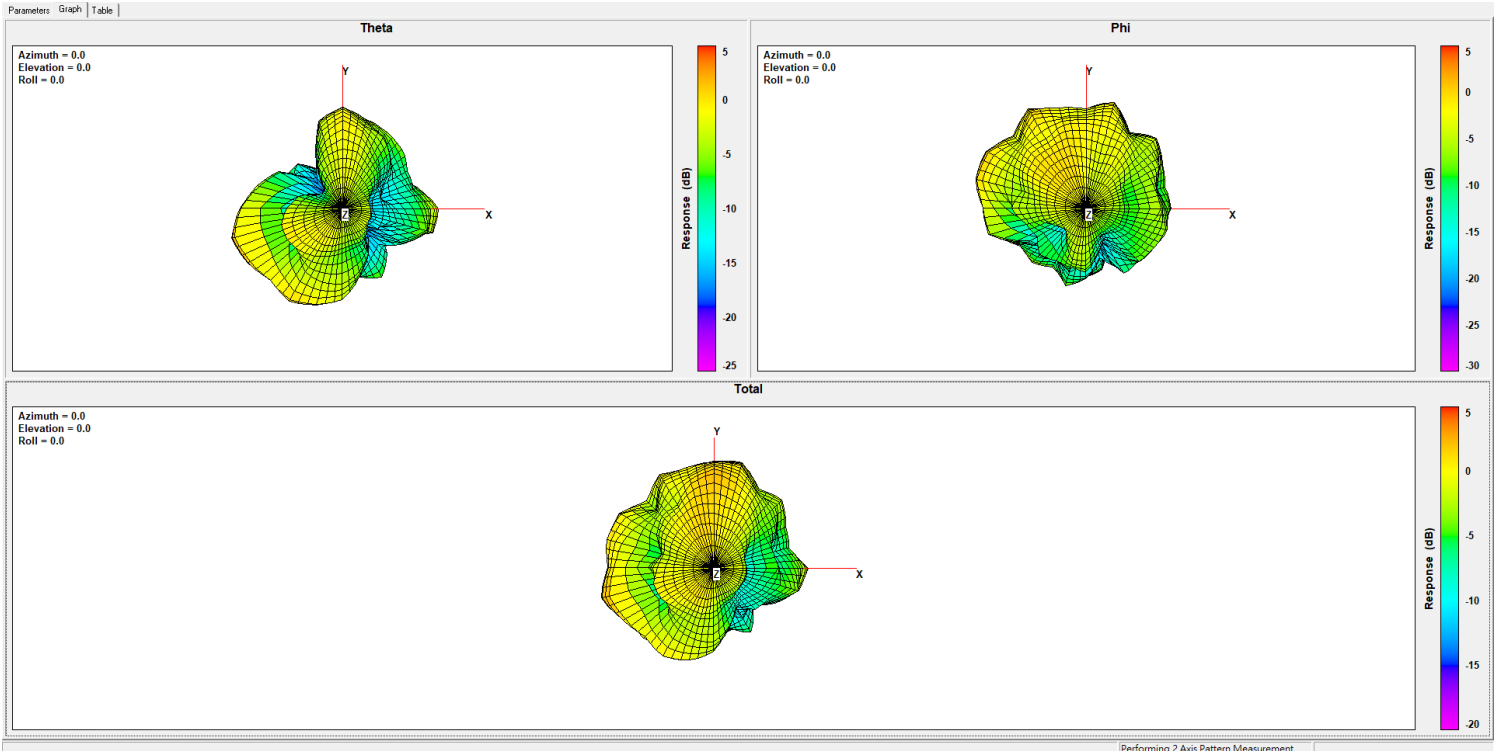 Parameters Graph Table
Theta
Azimuth = 0.0
Elevation = 0.0
Roll = 0.0
Y
X
Z
5
0
-5
-10
-15
-20
-25
Response (dB)
Phi
Azimuth = 0.0
Elevation = 0.0
Roll = 0.0
Y
X
Z
5
0
-5
-10
-15
-20
-25
-30
Response (dB)
Total
Azimuth = 0.0
Elevation = 0.0
Roll = 0.0
Y
X
Z
5
0
-5
-10
-15
-20
Response (dB)
Performing 2 Axis Pattern Measurement